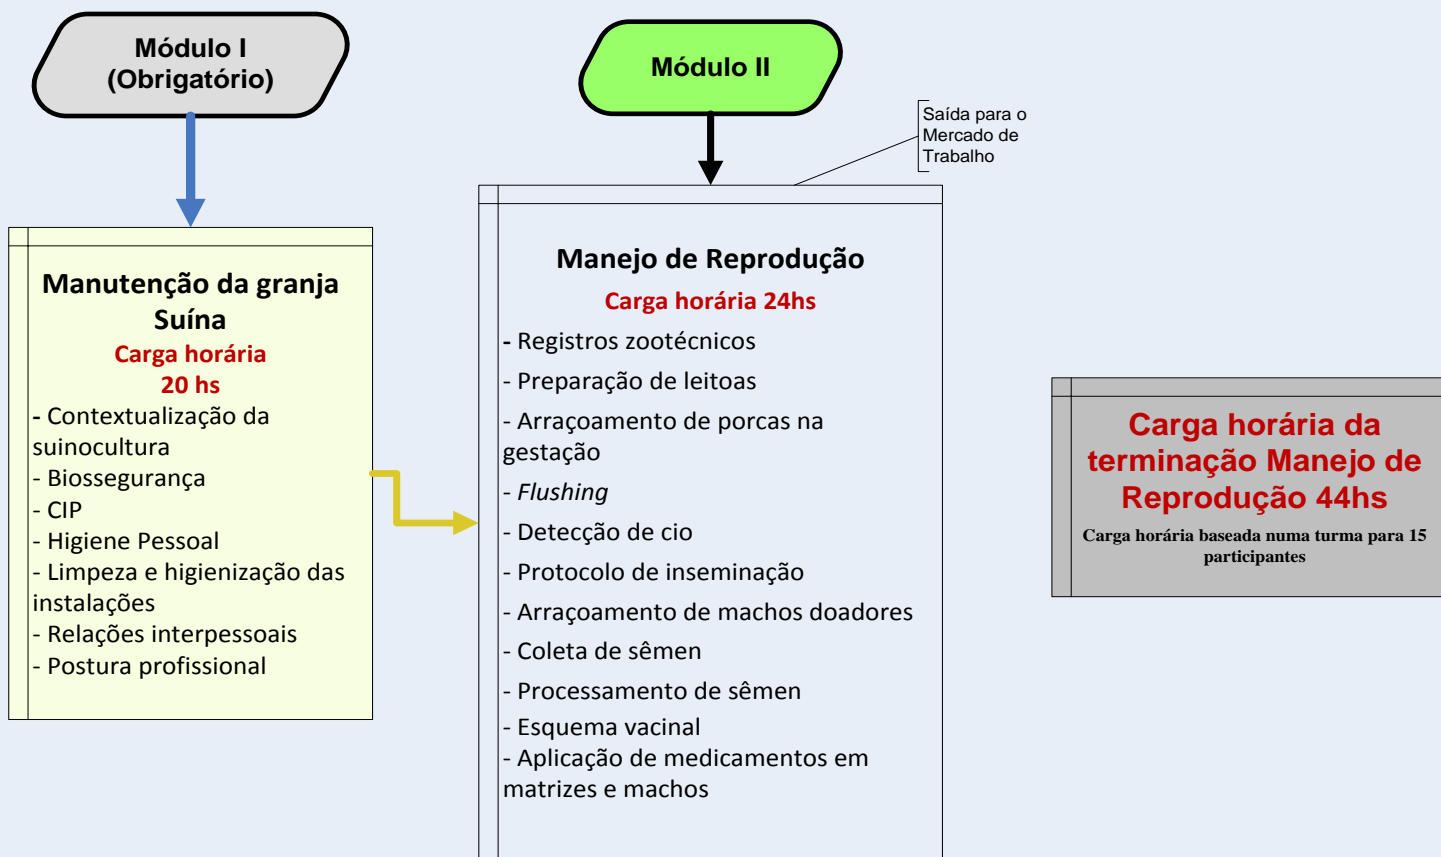 Módulo I
(Obrigatório)
Módulo II
Saída para o
Mercado de
Trabalho
Manutenção da granja
Suína
Carga horária
20 hs
- Contextualização da
suinocultura
- Biossegurança
- CIP
- Higiene Pessoal
- Limpeza e higienização das
instalações
- Relações interpessoais
- Postura profissional
Manejo de Reprodução
Carga horária 24hs
- Registros zootécnicos
- Preparação de leitoas
- Arraçoamento de porcas na
gestação
- Flushing
- Detecção de cio
- Protocolo de inseminação
- Arraçoamento de machos doadores
- Coleta de sêmen
- Processamento de sêmen
- Esquema vacinal
- Aplicação de medicamentos em
matrizes e machos
Carga horária da
terminação Manejo de
Reprodução 44hs
Carga horária baseada numa turma para 15
participantes